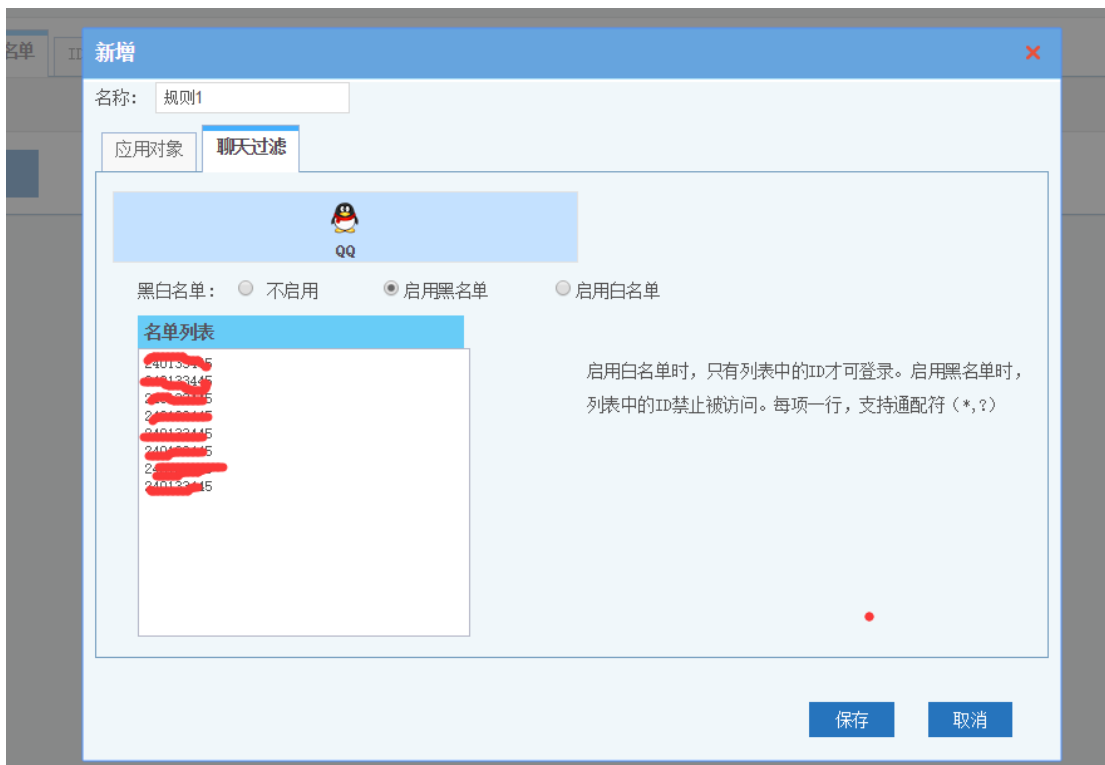 名单 ID
新增
名称: 规则1
应用对象 聊天过滤
QQ
黑白名单: 不启用 启用黑名单 启用白名单
名单列表
启用白名单时，只有列表中的ID才可登录。启用黑名单时，
列表中的ID禁止被访问。每项一行，支持通配符（*,?）
保存 取消